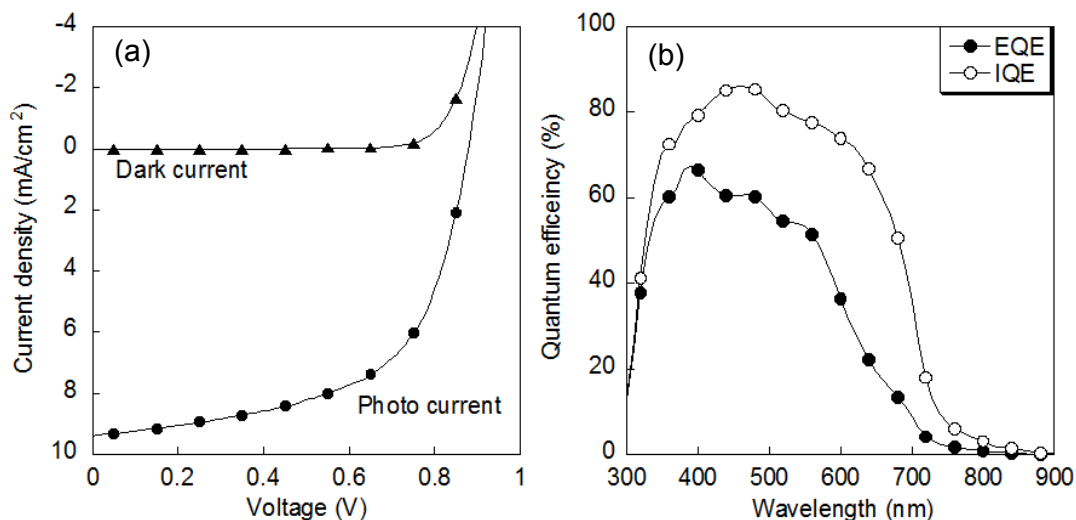 (a)
-4
-2
0
2
4
6
8
10
Current density (mA/cm2)
Dark current
Photo current
0
0.2
0.4
0.6
0.8
1
Voltage (V)
(b)
EQE
IQE
100
80
60
40
20
0
Quantum efficeincy (%)
300
400
500
600
700
800
900
Wavelength (nm)